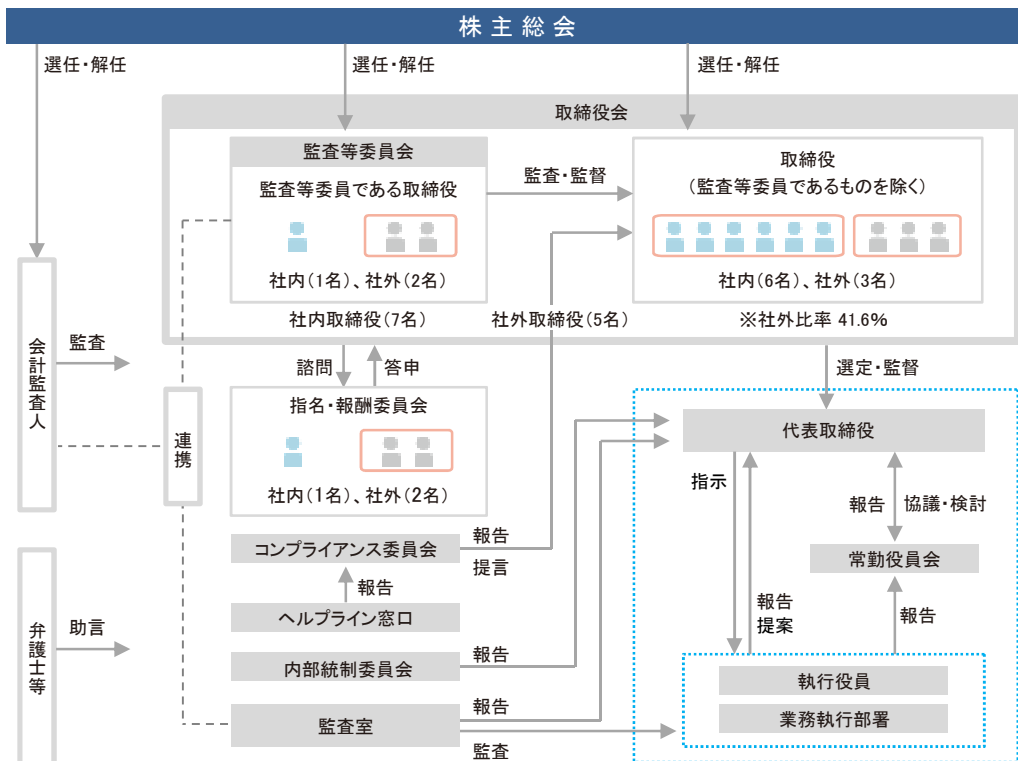 株主総会
選任・解任
選任・解任
選任・解任
取締役会
監査等委員会
監査等委員である取締役
社内(1名)、社外(2名)
監査・監督
取締役
(監査等委員であるものを除く)
社内(6名)、社外(3名)
社内取締役(7名)
社外取締役(5名)
※社外比率 41.6%
会計監査人
監査
諮問
答申
選定・監督
指名・報酬委員会
社内(1名)、社外(2名)
連携
代表取締役
指示
報告
協議・検討
コンプライアンス委員会
報告
提言
常勤役員会
報告
ヘルプライン窓口
報告
提案
報告
弁護士等
助言
内部統制委員会
報告
執行役員
監査室
報告
監査
業務執行部署